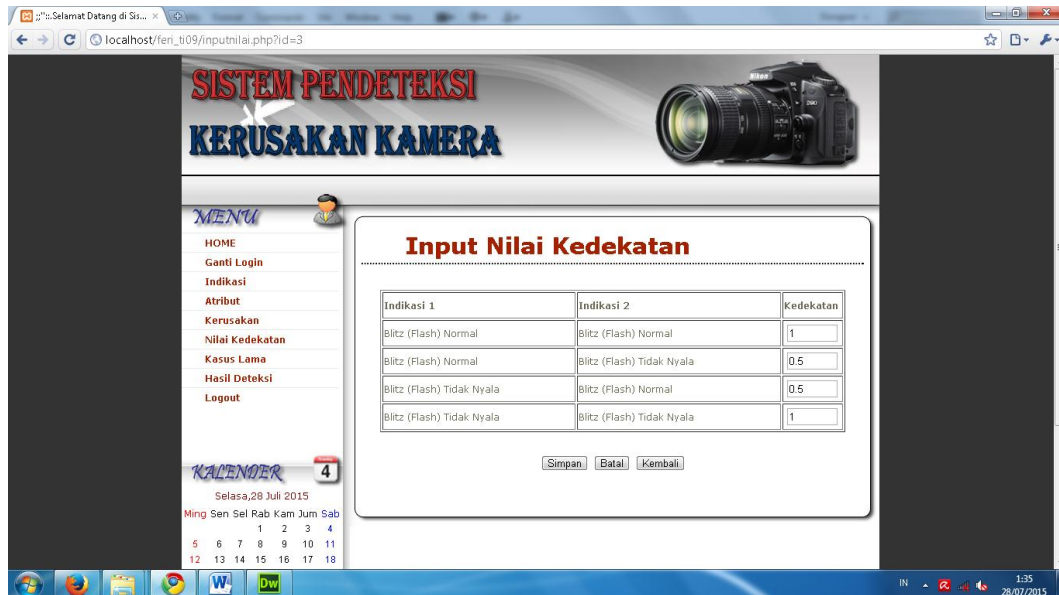 ;;"::.Selamat Datang di Sis...
localhost/feri_ti09/inputnilai.php?id=3
SISTEM PENDETEKSI
KERUSAKAN KAMERA
Nikon
MENU
HOME
Ganti Login
Indikasi
Atribut
Kerusakan
Nilai Kedekatan
Kasus Lama
Hasil Deteksi
Logout
Input Nilai Kedekatan
Indikasi 1 Indikasi 2 Kedekatan
Blitz (Flash) Normal Blitz (Flash) Normal 1
Blitz (Flash) Normal Blitz (Flash) Tidak Nyala 0.5
Blitz (Flash) Tidak Nyala Blitz (Flash) Normal 0.5
Blitz (Flash) Tidak Nyala Blitz (Flash) Tidak Nyala 1
Simpan Batal Kembali
KALENDER 4
Selasa,28 Juli 2015
Ming Sen Sel Rab Kam Jum Sab
1 2 3 4
5 6 7 8 9 10 11
12 13 14 15 16 17 18
W Dw
IN
1:35
28/07/2015